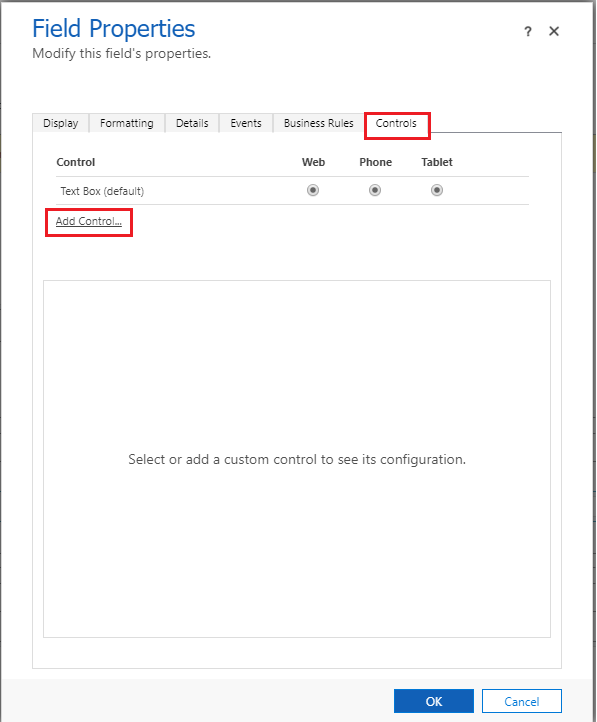 Field Properties
? ✕
Modify this field's properties.
Display Formatting Details Events Business Rules Controls
Control Web Phone Tablet
Text Box (default)
Add Control...
Select or add a custom control to see its configuration.
OK Cancel